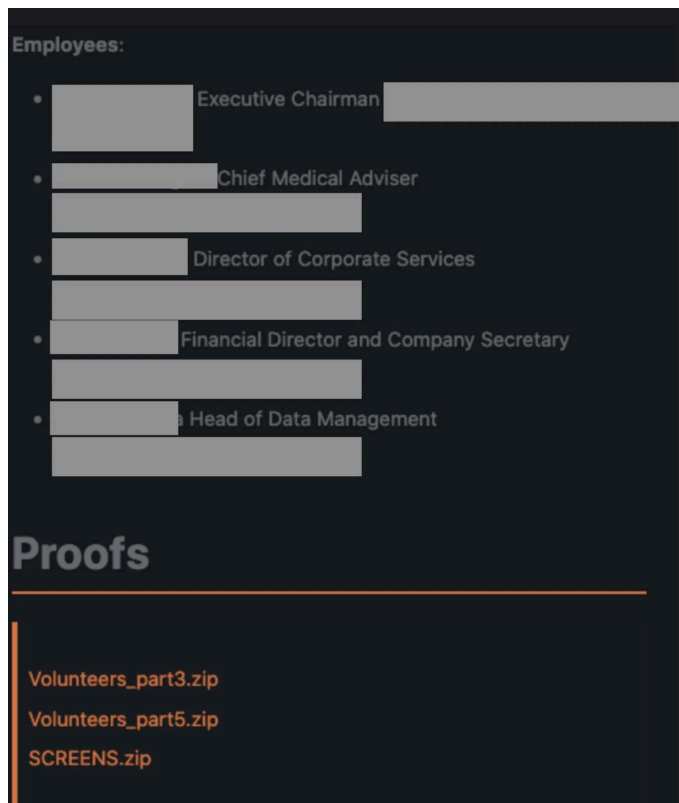 Employees:
Executive Chairman
Chief Medical Adviser
Director of Corporate Services
Financial Director and Company Secretary
a Head of Data Management
Proofs
Volunteers_part3.zip
Volunteers_part5.zip
SCREENS.zip